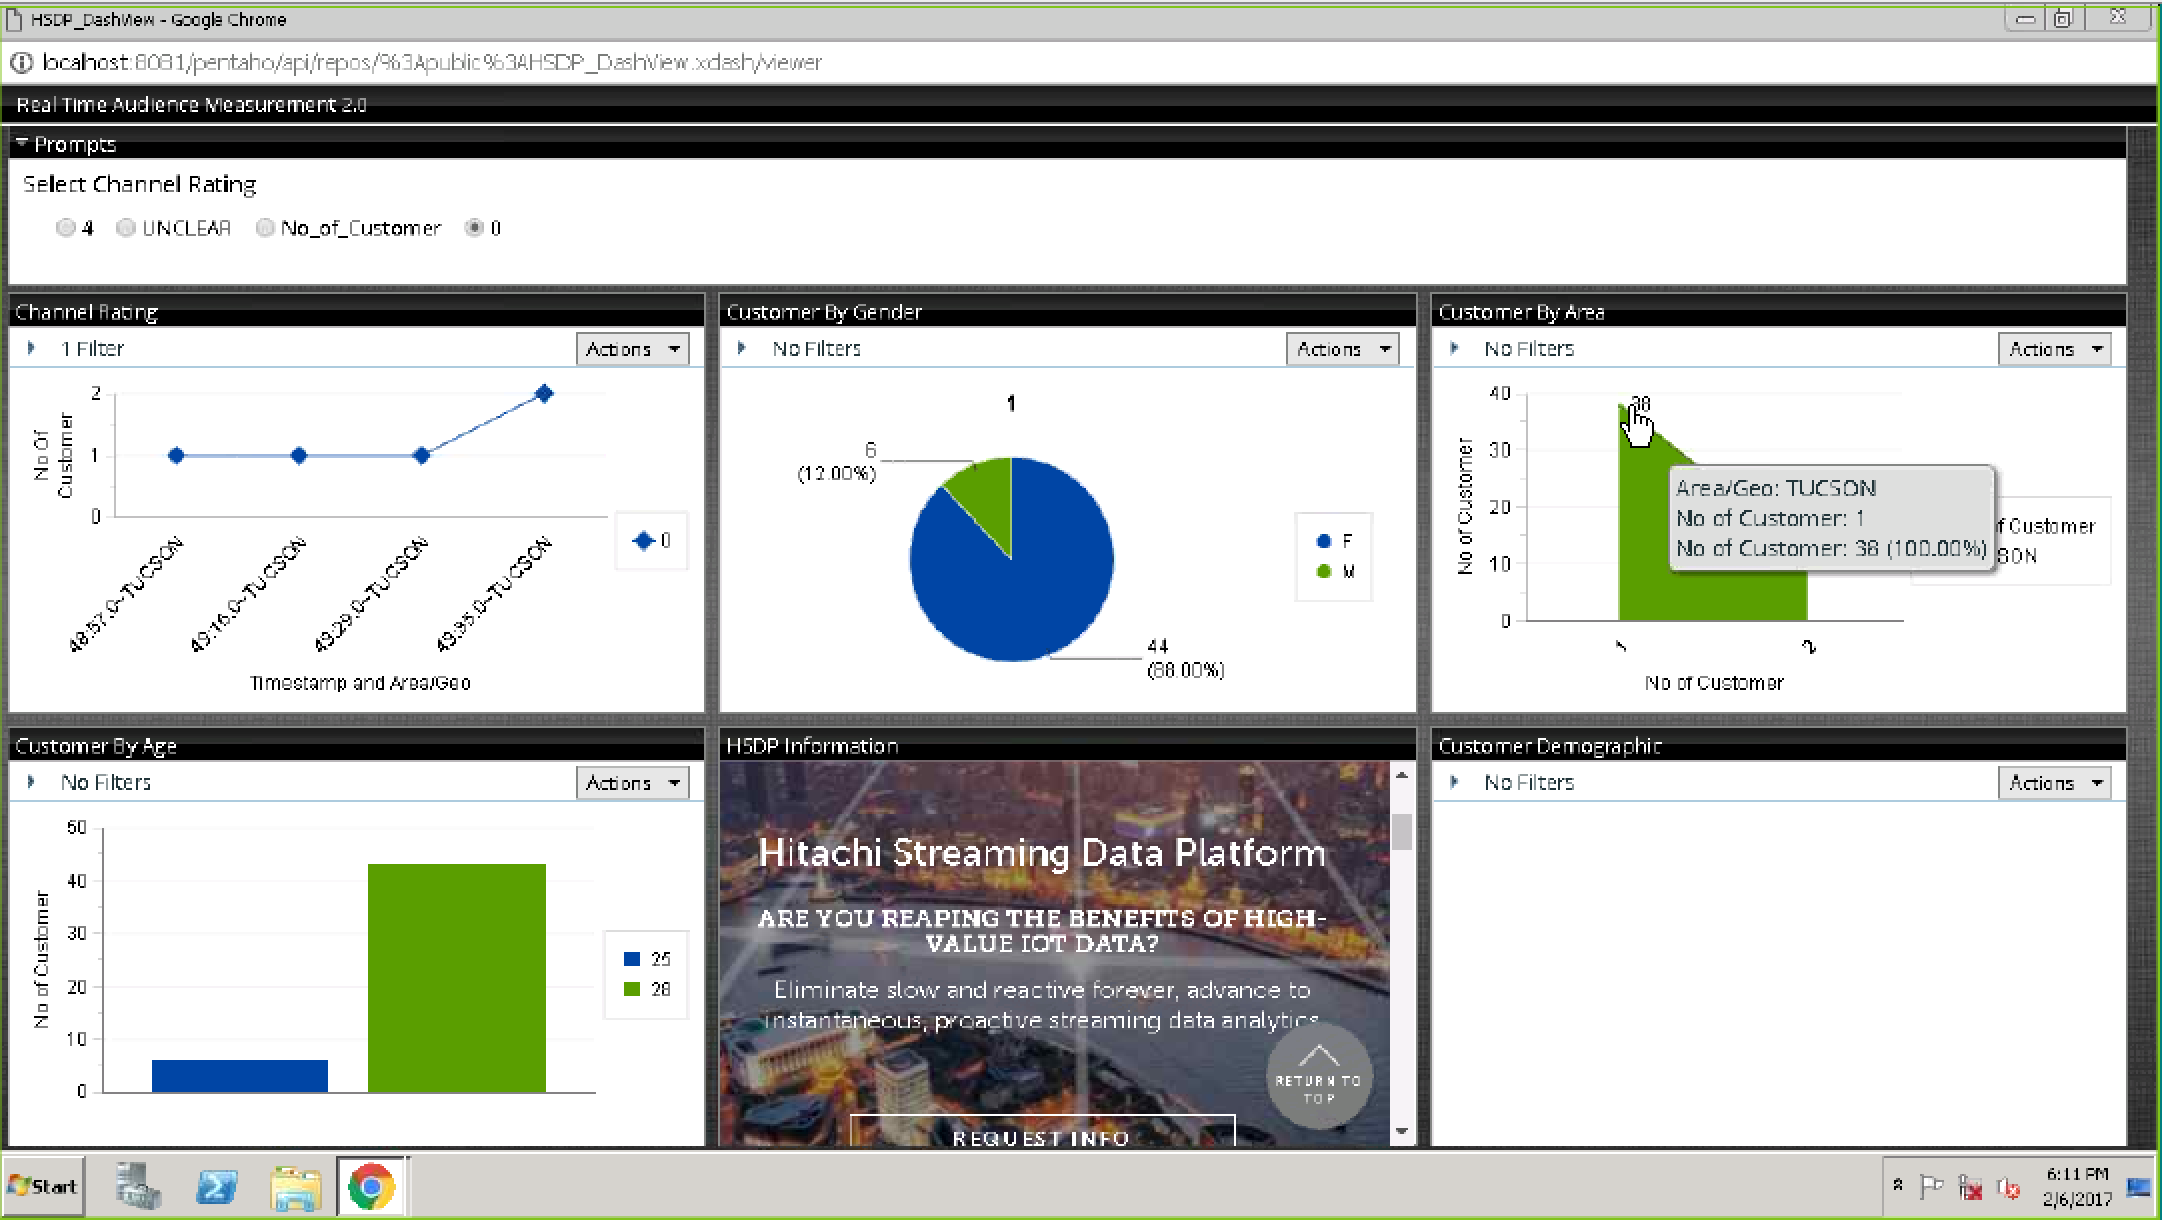 HSDP_DashView - Google Chrome
localhost:8081/pentaho/api/repos/%3Apublic%3AHSDP_DashView.xdash/viewer
Real Time Audience Measurement 2.0
Prompts
Select Channel Rating
4 UNCLEAR No_of_Customer 0
Channel Rating
1 Filter Actions
2
1
0
No Of
Customer
48:57.0~TUCSON
49:16.0~TUCSON
49:29.0~TUCSON
49:35.0~TUCSON
Timestamp and Area/Geo
0
Customer By Gender
No Filters Actions
1
6
(12.00%)
44
(88.00%)
F
M
Customer By Area
No Filters Actions
40
30
20
10
0
No of Customer
38
Area/Geo: TUCSON
No of Customer: 1
No of Customer: 38 (100.00%)
f Customer
SON
1
2
No of Customer
Customer By Age
No Filters Actions
50
40
30
20
10
0
No of Customer
25
28
HSDP Information
Hitachi Streaming Data Platform
ARE YOU REAPING THE BENEFITS OF HIGH-
VALUE IOT DATA?
Eliminate slow and reactive forever, advance to
instantaneous, proactive streaming data analytics
RETURN TO
TOP
REQUEST INFO
Customer Demographic
No Filters Actions
Start
6:11 PM
2/6/2017